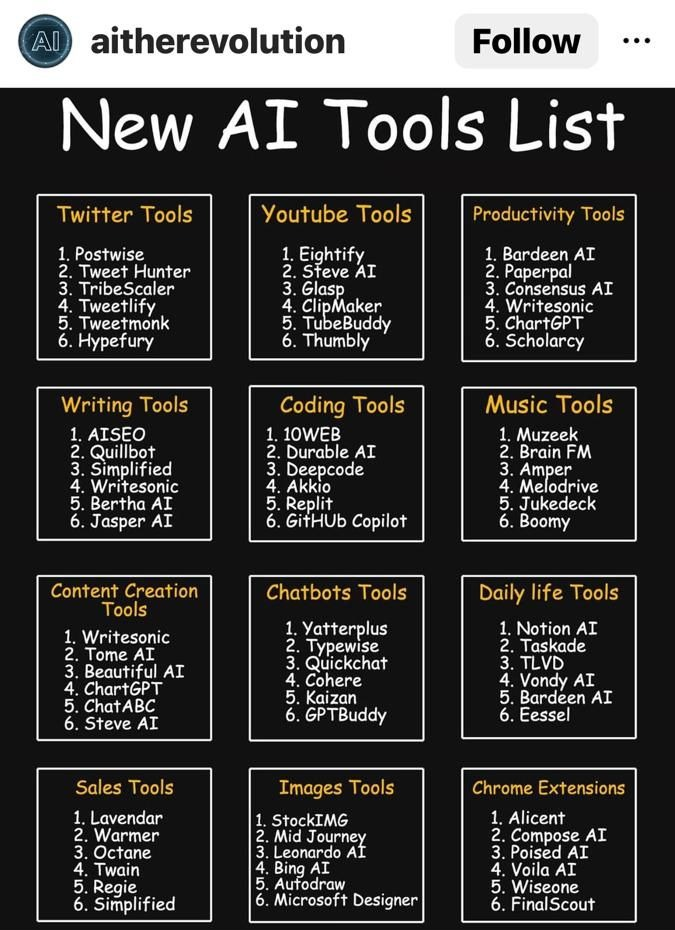 AI
aitherevolution
Follow
New AI Tools List
Twitter Tools
1. Postwise
2. Tweet Hunter
3. TribeScaler
4. Tweetlify
5. Tweetmonk
6. Hypefury
Youtube Tools
1. Eightify
2. Steve AI
3. Glasp
4. ClipMaker
5. TubeBuddy
6. Thumbly
Productivity Tools
1. Bardeen AI
2. Paperpal
3. Consensus AI
4. Writesonic
5. ChartGPT
6. Scholarcy
Writing Tools
1. AISEO
2. Quillbot
3. Simplified
4. Writesonic
5. Bertha AI
6. Jasper AI
Coding Tools
1. 10WEB
2. Durable AI
3. Deepcode
4. Akkio
5. Replit
6. GitHUb Copilot
Music Tools
1. Muzeek
2. Brain FM
3. Amper
4. Melodrive
5. Jukedeck
6. Boomy
Content Creation
Tools
1. Writesonic
2. Tome AI
3. Beautiful AI
4. ChartGPT
5. ChatABC
6. Steve AI
Chatbots Tools
1. Yatterplus
2. Typewise
3. Quickchat
4. Cohere
5. Kaizan
6. GPTBuddy
Daily life Tools
1. Notion AI
2. Taskade
3. TLVD
4. Vondy AI
5. Bardeen AI
6. Eessel
Sales Tools
1. Lavendar
2. Warmer
3. Octane
4. Twain
5. Regie
6. Simplified
Images Tools
1. StockIMG
2. Mid Journey
3. Leonardo AI
4. Bing AI
5. Autodraw
6. Microsoft Designer
Chrome Extensions
1. Alicent
2. Compose AI
3. Poised AI
4. Voila AI
5. Wiseone
6. FinalScout